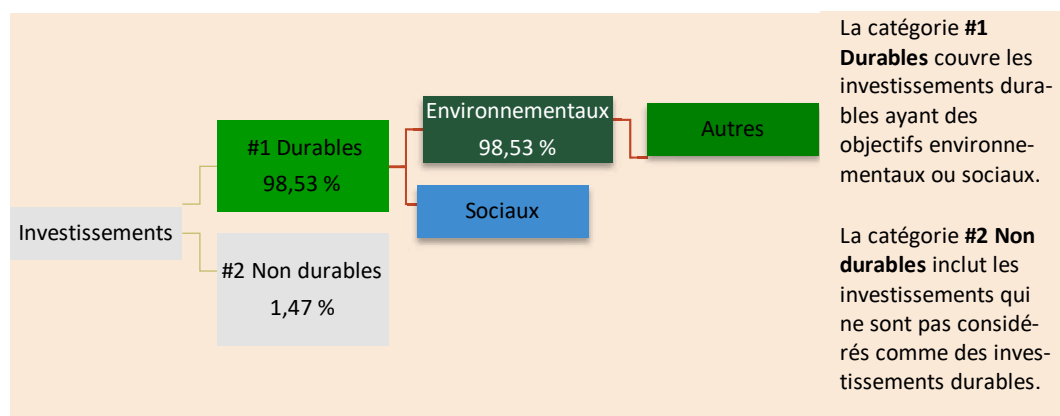 Investissements
#1 Durables
98,53 %
#2 Non durables
1,47 %
Environnementaux
98,53 %
Sociaux
Autres
La catégorie #1
Durables couvre les
investissements dura-
bles ayant des
objectifs environne-
mentaux ou sociaux.
La catégorie #2 Non
durables inclut les
investissements qui
ne sont pas considé-
rés comme des inves-
tissements durables.